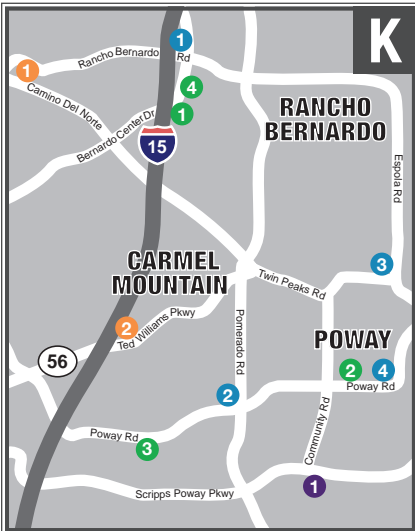 K
1
Rancho Bernardo Rd
1
Camino Del Norte
4
1
Bernardo Center Dr
15
RANCHO
BERNARDO
Espola Rd
CARMEL
MOUNTAIN
3
Twin Peaks Rd
2
Ted Williams Pkwy
Pomerado Rd
POWAY
56
2
4
Poway Rd
2
Community Rd
Poway Rd
3
Scripps Poway Pkwy
1